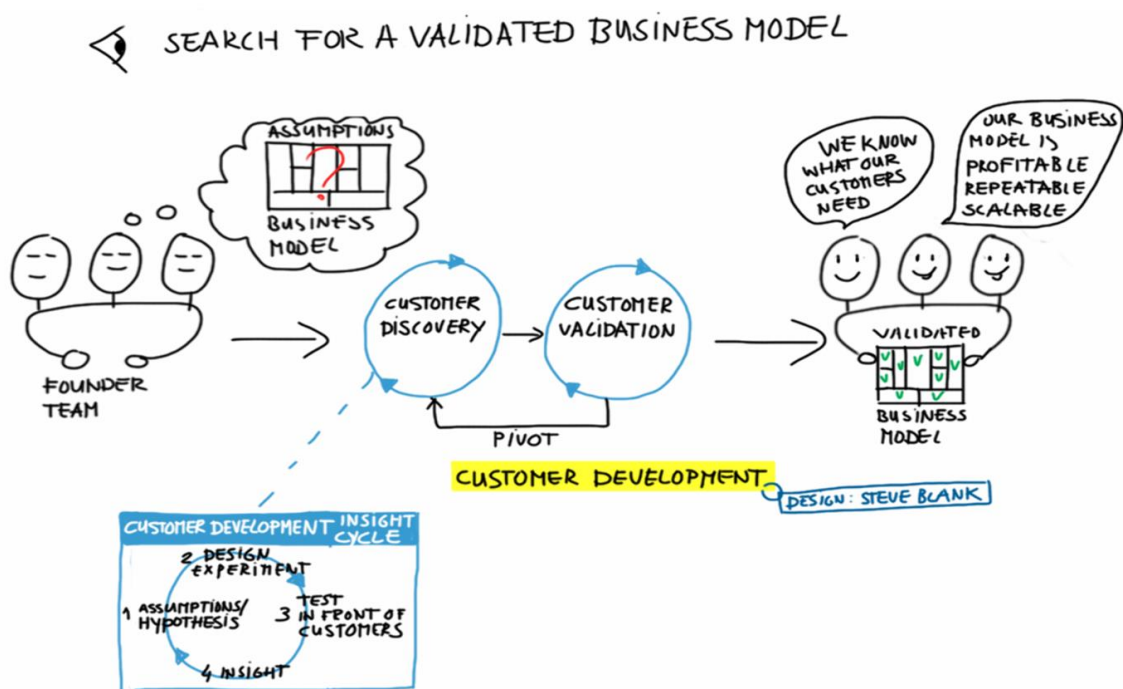 SEARCH FOR A VALIDATED BUSINESS MODEL
ASSUMPTIONS
?
BUSINESS
MODEL
FOUNDER
TEAM
CUSTOMER
DISCOVERY
CUSTOMER
VALIDATION
PIVOT
CUSTOMER DEVELOPMENT
DESIGN: STEVE BLANK
WE KNOW
WHAT OUR
CUSTOMERS
NEED
OUR BUSINESS
MODEL IS
PROFITABLE
REPEATABLE
SCALABLE
VALIDATED
BUSINESS
MODEL
CUSTOMER DEVELOPMENT INSIGHT
CYCLE
2 DESIGN
EXPERIMENT
1 ASSUMPTIONS/
HYPOTHESIS
3 TEST
IN FRONT OF
CUSTOMERS
4 INSIGHT